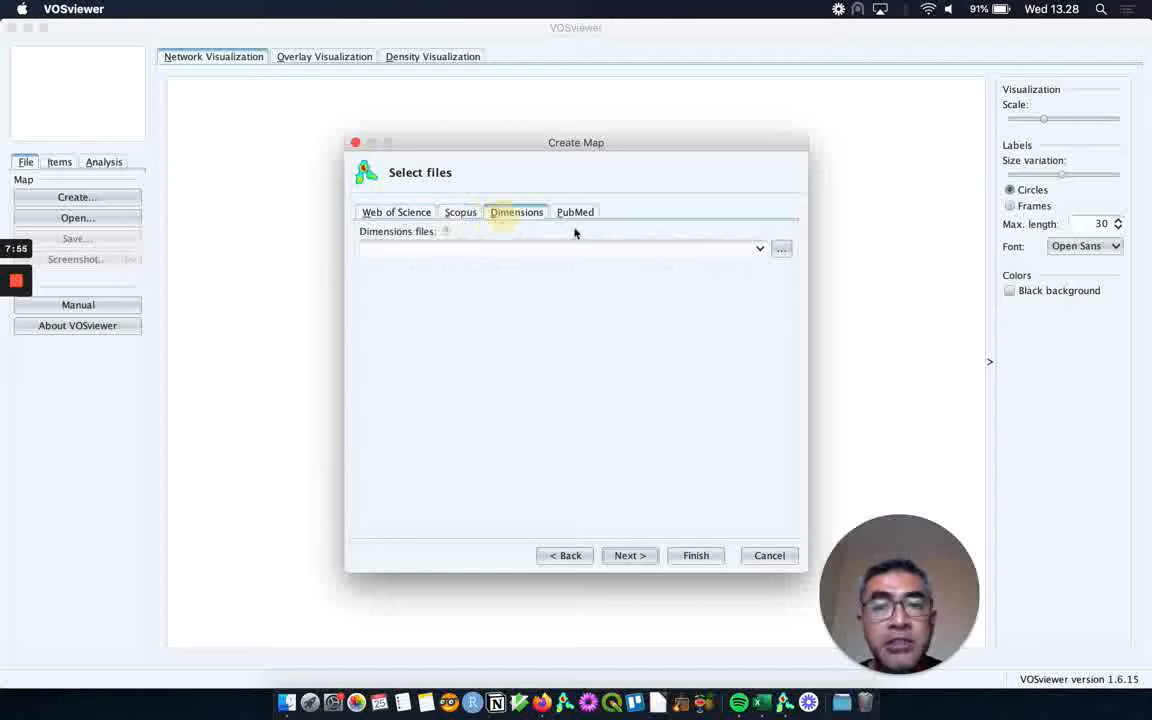 VOSviewer
91%
Wed 13.28
VOSviewer
Network Visualization
Overlay Visualization
Density Visualization
File
Items
Analysis
Map
Create...
Open...
Save...
Screenshot...
7:55
Manual
About VOSviewer
Create Map
Select files
Web of Science
Scopus
Dimensions
PubMed
Dimensions files:
...
< Back
Next >
Finish
Cancel
Visualization
Scale:
Labels
Size variation:
Circles
Frames
Max. length:
30
Font:
Open Sans
Colors
Black background
>
VOSviewer version 1.6.15